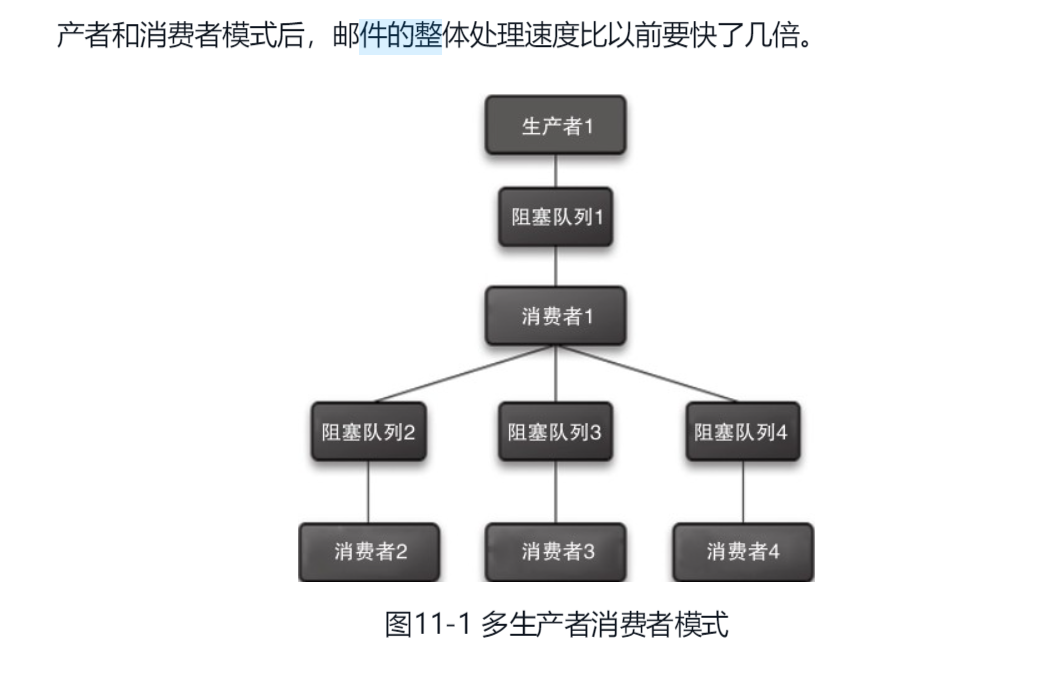 产者和消费者模式后，邮件的整体处理速度比以前要快了几倍。
生产者1
阻塞队列1
消费者1
阻塞队列2 阻塞队列3 阻塞队列4
消费者2 消费者3 消费者4
图11-1 多生产者消费者模式